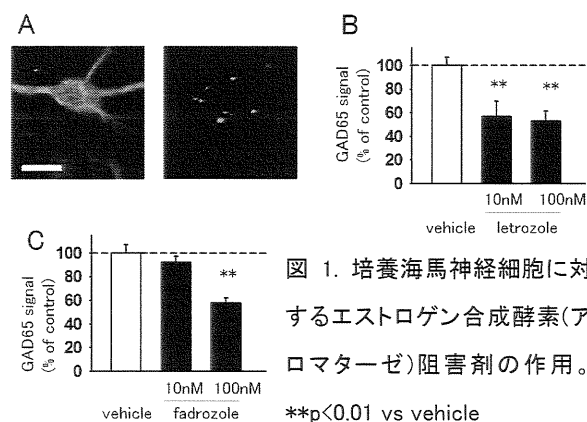 A
B
GAD65 signal
(% of control)
100
80
60
40
20
0
**
**
10nM 100nM
vehicle letrozole
C
GAD65 signal
(% of control)
100
80
60
40
20
0
**
10nM 100nM
vehicle fadrozole
図 1. 培養海馬神経細胞に対
するエストロゲン合成酵素(ア
ロマターゼ)阻害剤の作用。
**p<0.01 vs vehicle